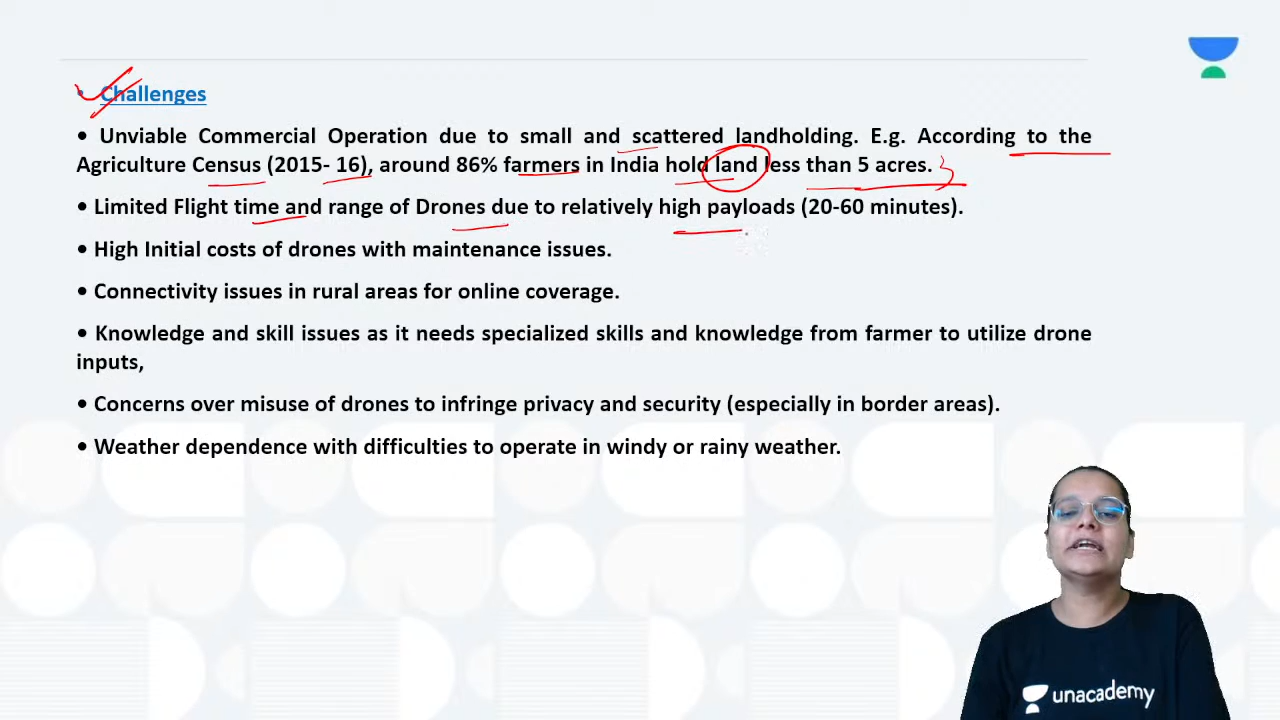 • Challenges
• Unviable Commercial Operation due to small and scattered landholding. E.g. According to the
Agriculture Census (2015- 16), around 86% farmers in India hold land less than 5 acres.
• Limited Flight time and range of Drones due to relatively high payloads (20-60 minutes).
• High Initial costs of drones with maintenance issues.
• Connectivity issues in rural areas for online coverage.
• Knowledge and skill issues as it needs specialized skills and knowledge from farmer to utilize drone
inputs,
• Concerns over misuse of drones to infringe privacy and security (especially in border areas).
• Weather dependence with difficulties to operate in windy or rainy weather.
unacademy